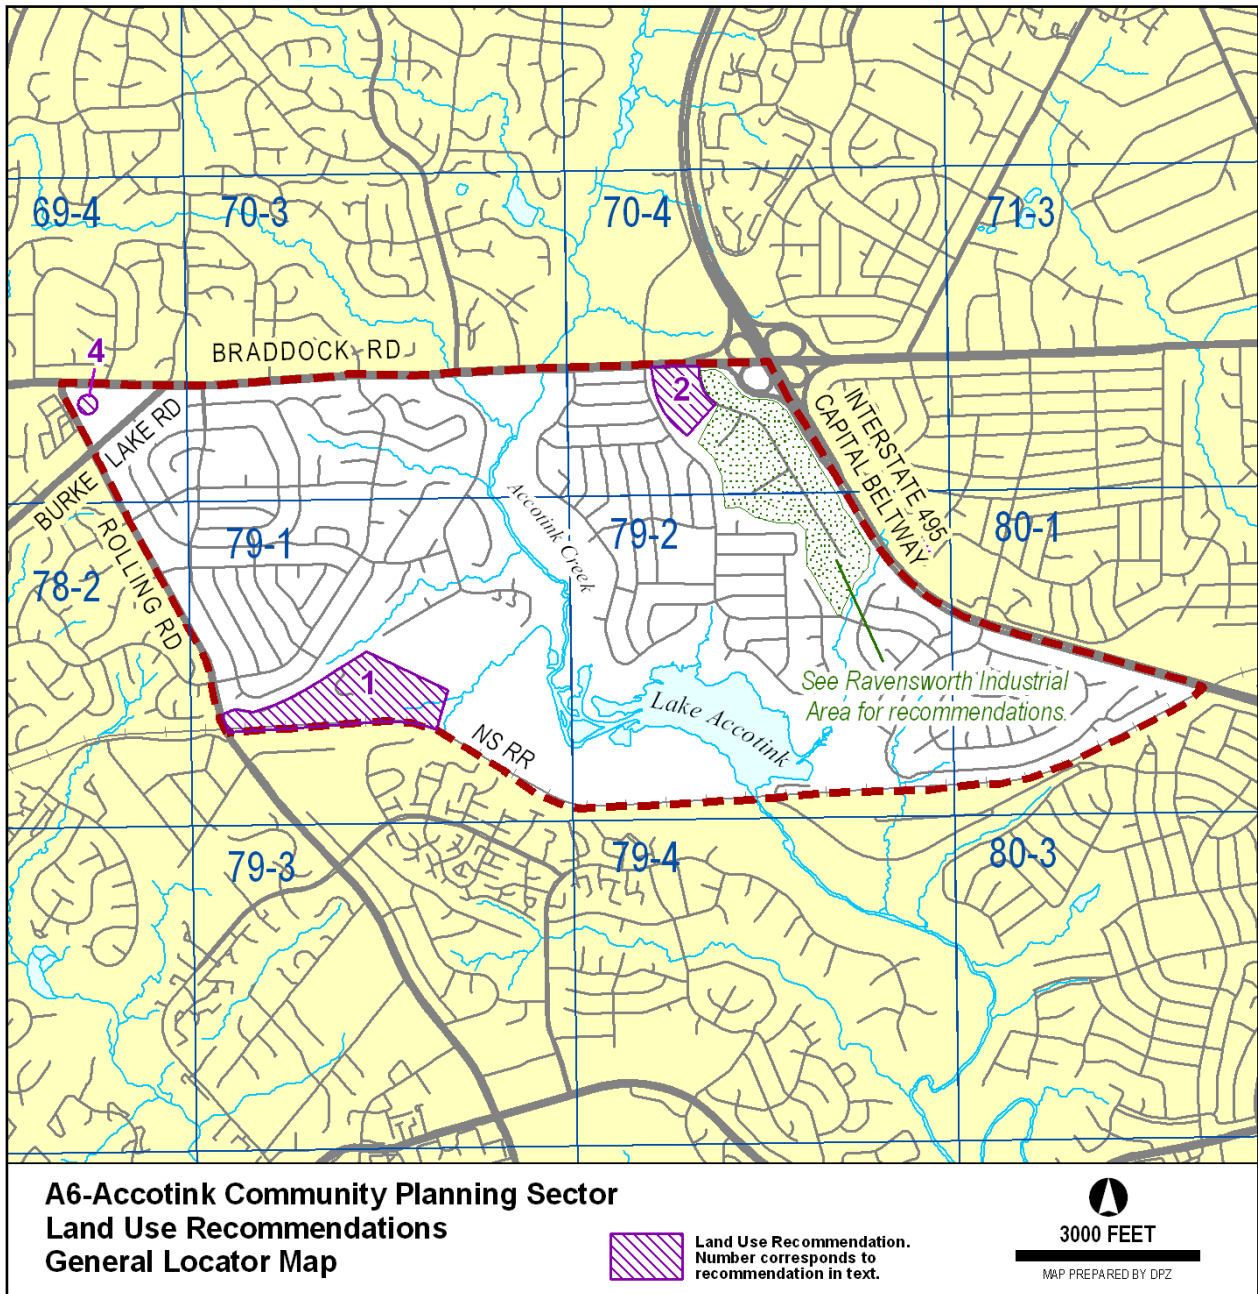 69-4
70-3
70-4
71-3
4
BRADDOCK RD
2
BURKE LAKE RD
INTERSTATE 495
CAPITAL BELTWAY
ROLLING RD
78-2
79-1
Accotink Creek
79-2
80-1
1
See Ravensworth Industrial
Area for recommendations.
Lake Accotink
NS RR
79-3
79-4
80-3
A6-Accotink Community Planning Sector
Land Use Recommendations
General Locator Map
Land Use Recommendation.
Number corresponds to
recommendation in text.
3000 FEET
MAP PREPARED BY DPZ